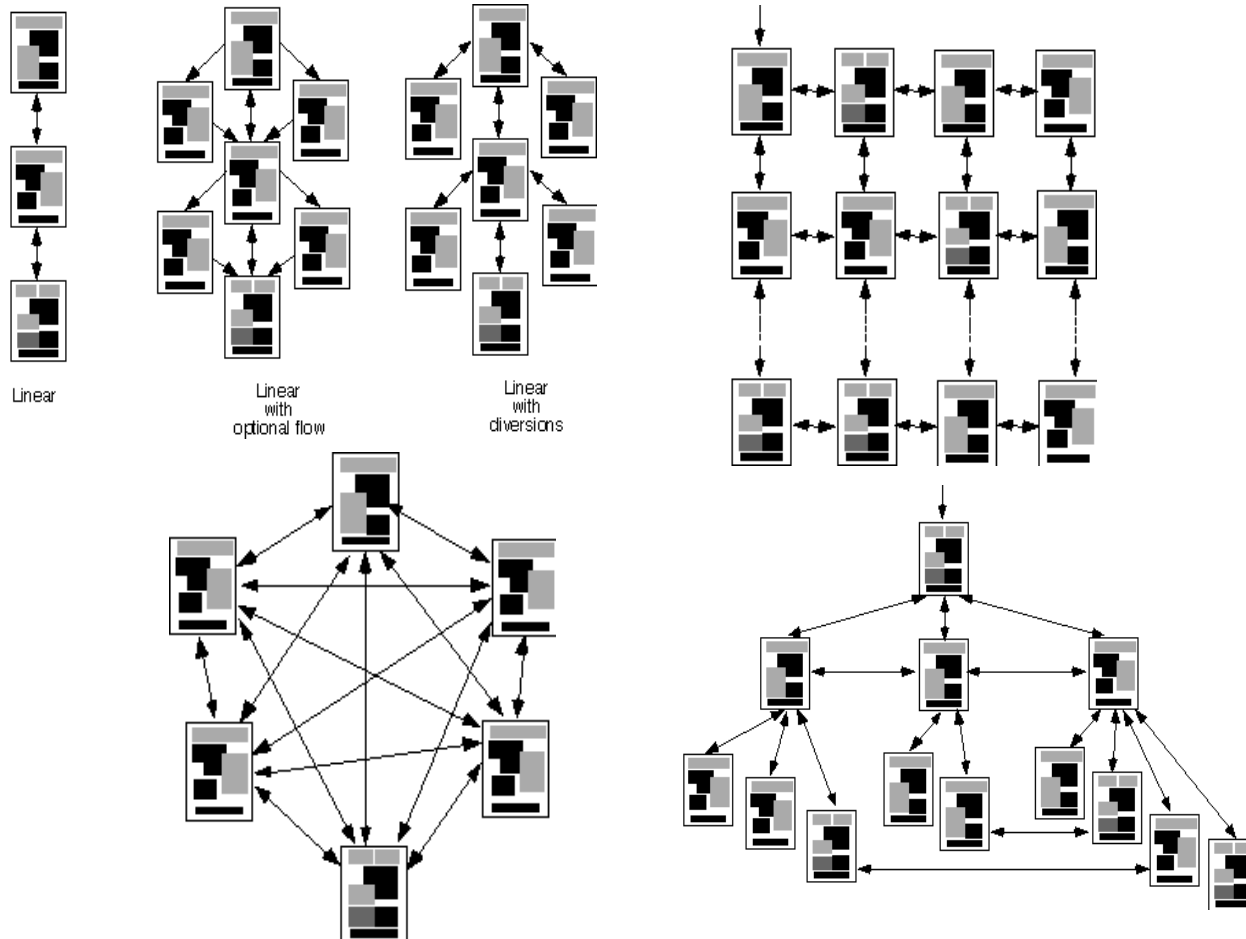 Linear
Linear
with
optional flow
Linear
with
diversions